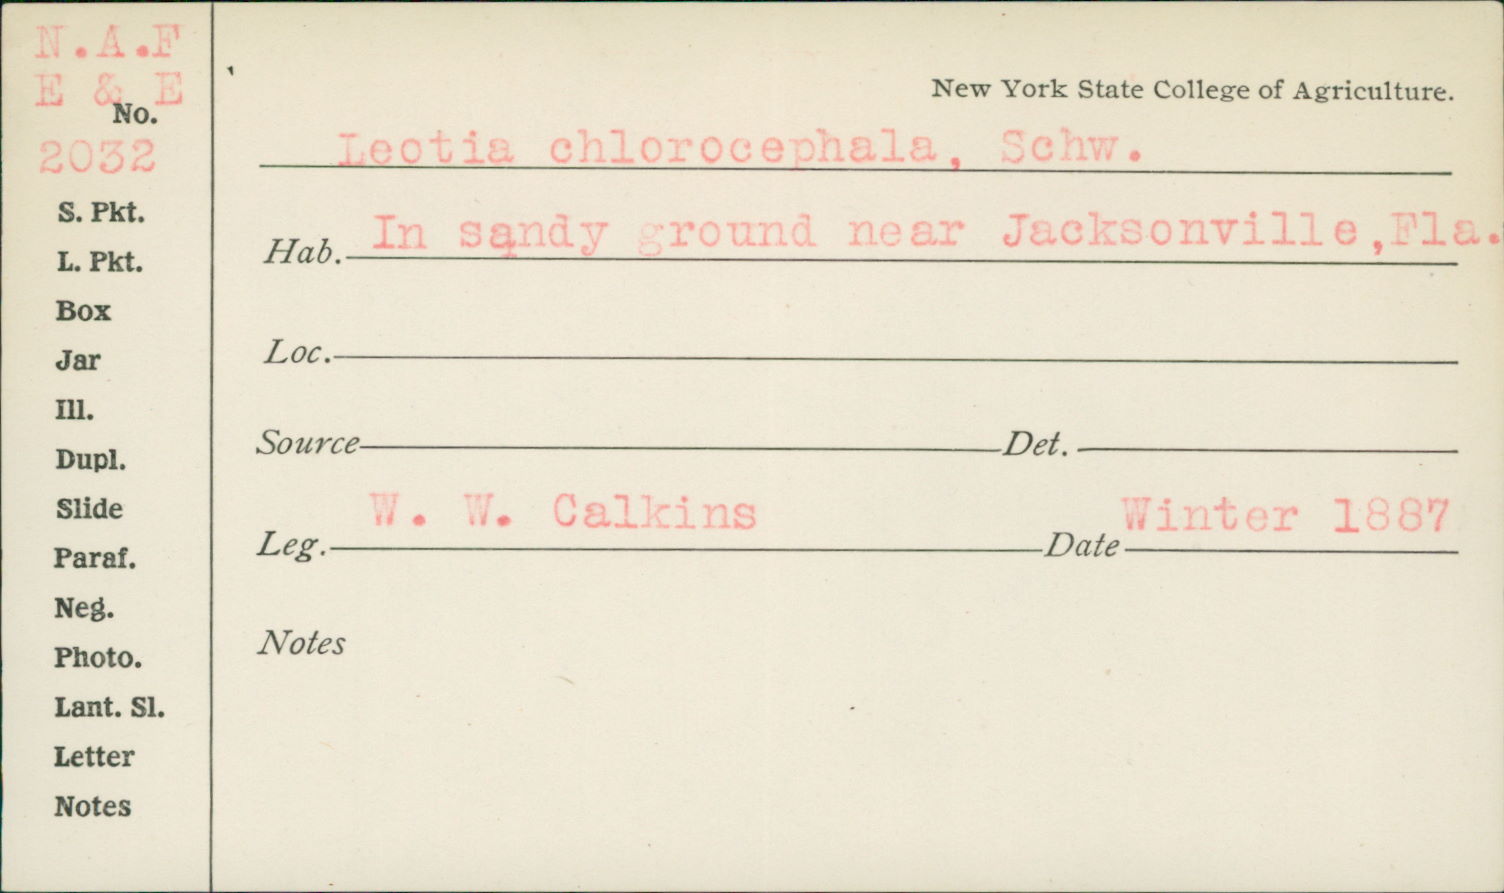 N.A.F
E & E
No.
2032
S. Pkt.
L. Pkt.
Box
Jar
Ill.
Dupl.
Slide
Paraf.
Neg.
Photo.
Lant. Sl.
Letter
Notes
New York State College of Agriculture.
Leotia chlorocephala, Schw.
Hab. In sandy ground near Jacksonville,Fla.
Loc.
Source Det.
Leg. W. W. Calkins Date Winter 1887
Notes